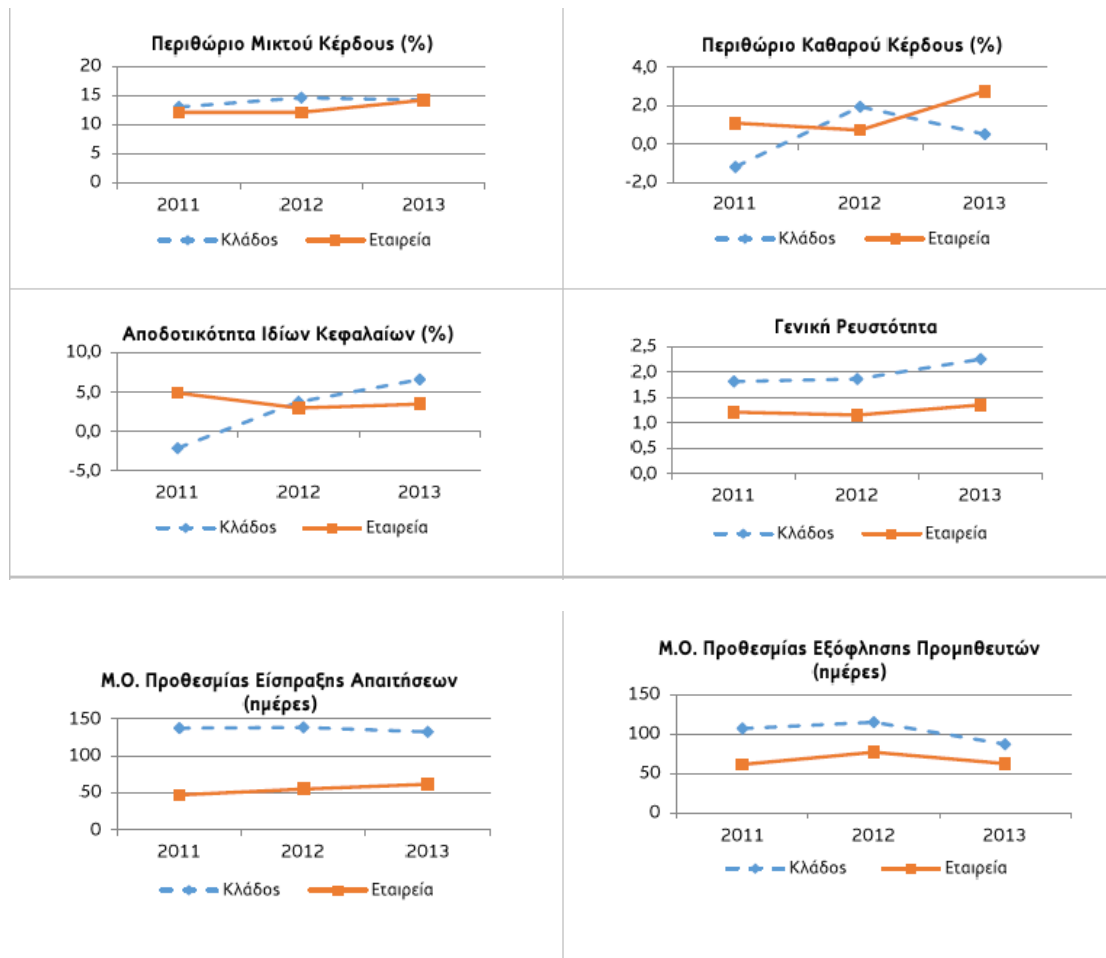 Περιθώριο Μικτού Κέρδους (%)
20
15
10
5
0
2011 2012 2013
Κλάδος Εταιρεία
Περιθώριο Καθαρού Κέρδους (%)
4,0
2,0
0,0
-2,0
2011 2012 2013
Κλάδος Εταιρεία
Αποδοτικότητα Ιδίων Κεφαλαίων (%)
10,0
5,0
0,0
-5,0
2011 2012 2013
Κλάδος Εταιρεία
Γενική Ρευστότητα
2,5
2,0
1,5
1,0
0,5
0,0
2011 2012 2013
Κλάδος Εταιρεία
Μ.Ο. Προθεσμίας Είσπραξης Απαιτήσεων
(ημέρες)
150
100
50
0
2011 2012 2013
Κλάδος Εταιρεία
Μ.Ο. Προθεσμίας Εξόφλησης Προμηθευτών
(ημέρες)
150
100
50
0
2011 2012 2013
Κλάδος Εταιρεία